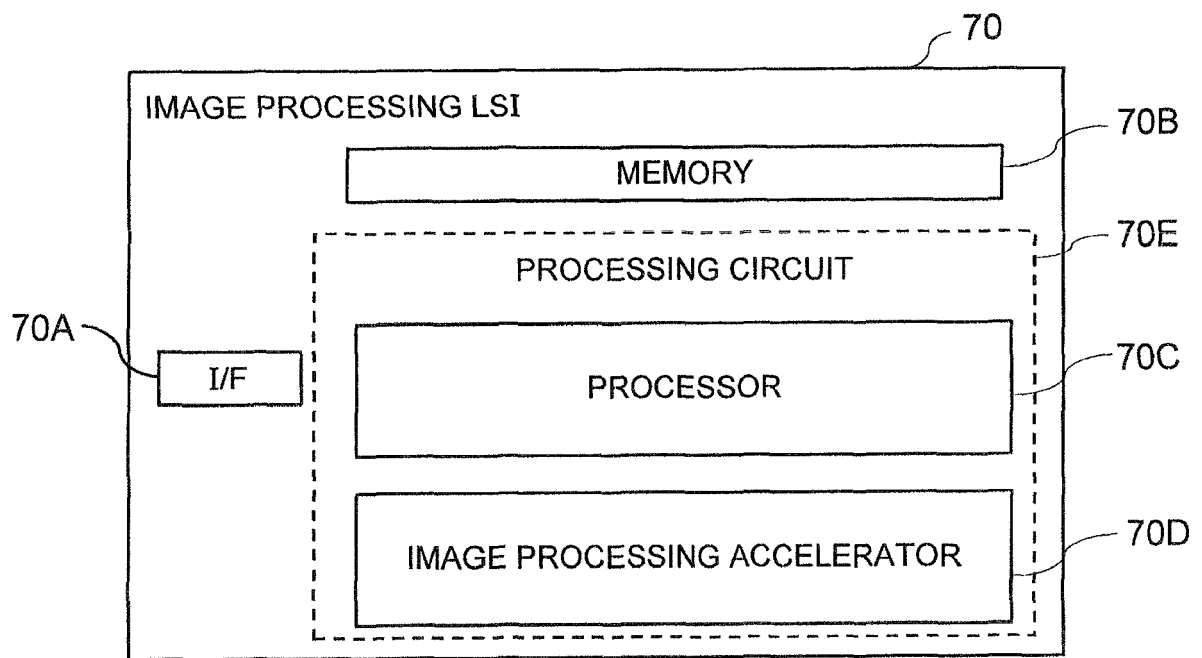 70
IMAGE PROCESSING LSI
70B
MEMORY
70E
PROCESSING CIRCUIT
70A
I/F
70C
PROCESSOR
70D
IMAGE PROCESSING ACCELERATOR